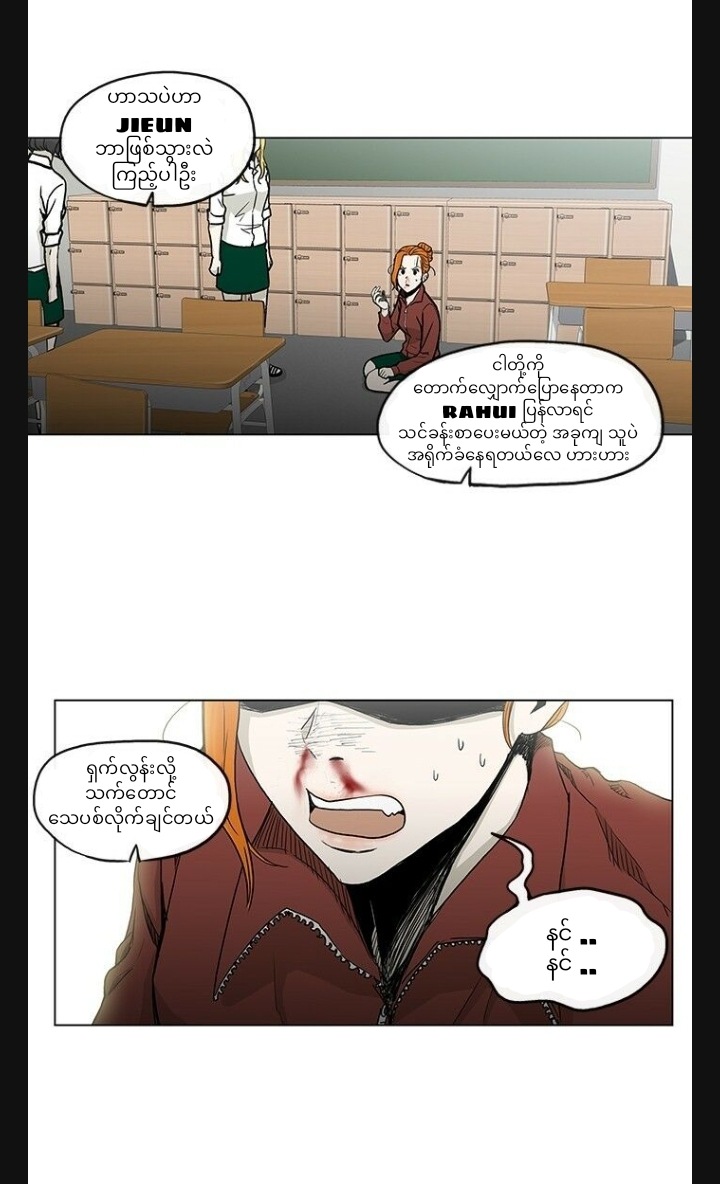 ဟာသပဲဟာ
JIEUN
ဘာဖြစ်သွားလဲ
ကြည့်ပါဦး
ငါတို့ကို
တောက်လျှောက်ပြောနေတာက
RAHUI ပြန်လာရင်
သင်ခန်းစာပေးမယ်တဲ့ အခုကျ သူပဲ
အရိုက်ခံနေရတယ်လေ ဟားဟား
ရှက်လွန်းလို့
သက်တောင်
သေပစ်လိုက်ချင်တယ်
နင် ..
နင် ..